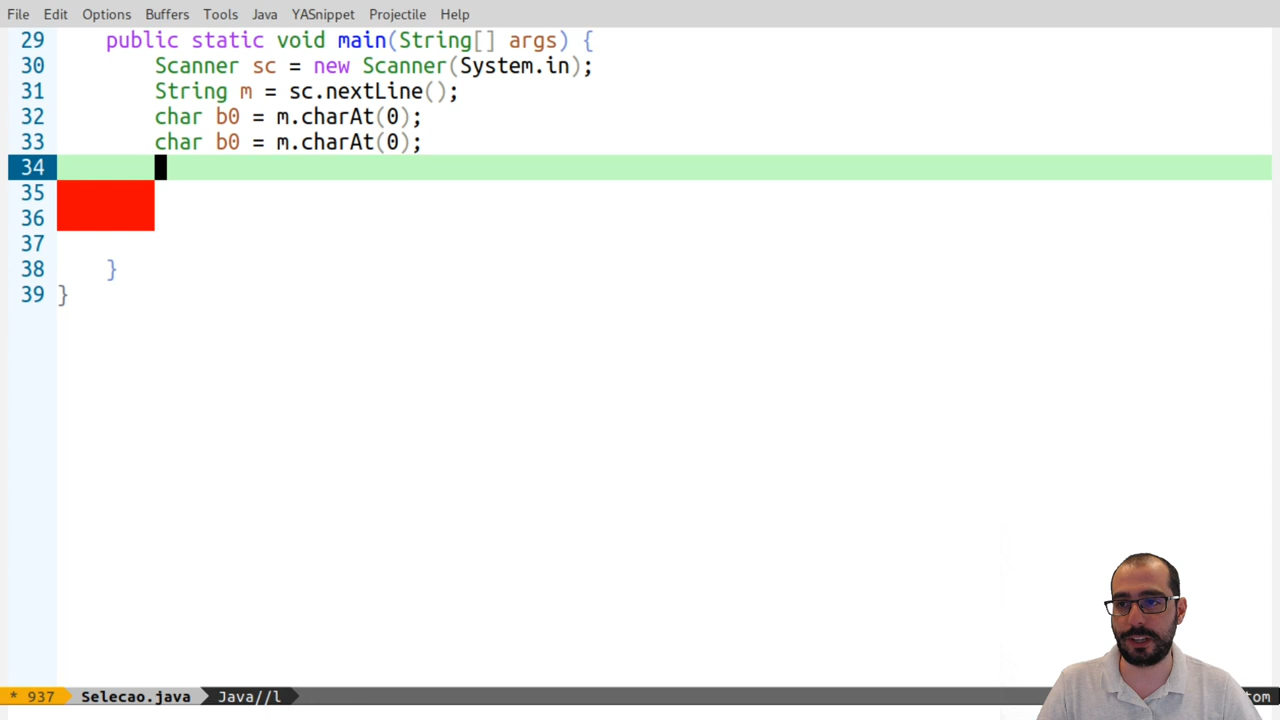 File Edit Options Buffers Tools Java YASnippet Projectile Help
29 public static void main(String[] args) {
30 Scanner sc = new Scanner(System.in);
31 String m = sc.nextLine();
32 char b0 = m.charAt(0);
33 char b0 = m.charAt(0);
34
35
36
37
38 }
39 }
* 937 Selecao.java Java//l